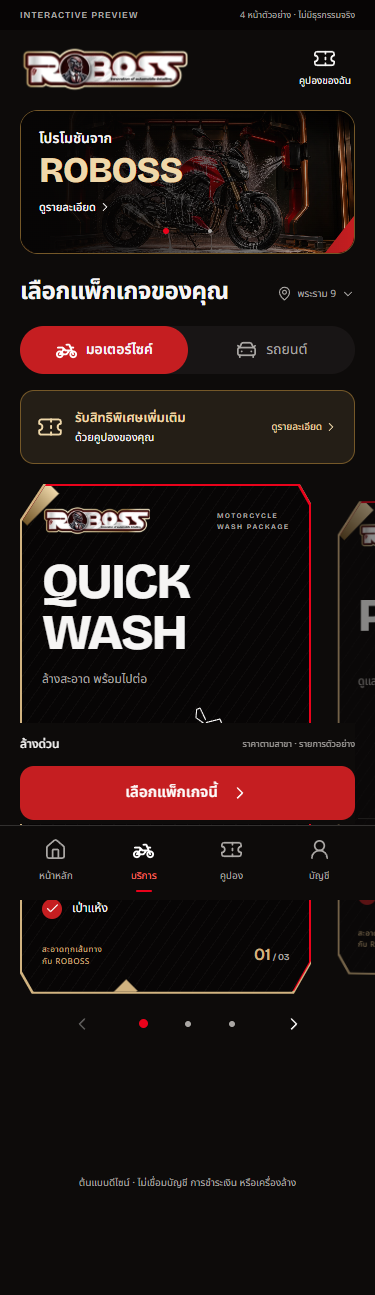 INTERACTIVE PREVIEW
4 หน้าตัวอย่าง · ไม่มีธุรกรรมจริง
ROBOSS
คูปองของฉัน
โปรโมชันจาก
ROBOSS
ดูรายละเอียด
เลือกแพ็กเกจของคุณ
พระราม 9
มอเตอร์ไซค์
รถยนต์
รับสิทธิพิเศษเพิ่มเติม
ด้วยคูปองของคุณ
ดูรายละเอียด
ROBOSS
MOTORCYCLE
WASH PACKAGE
QUICK
WASH
ล้างสะอาด พร้อมไปต่อ
ล้างด่วน
ราคาตามสาขา · รายการตัวอย่าง
เลือกแพ็กเกจนี้
หน้าหลัก
บริการ
คูปอง
บัญชี
เป่าแห้ง
สะอาดทุกเส้นทาง
กับ ROBOSS
01 / 03
ต้นแบบดีไซน์ · ไม่เชื่อมบัญชี การชำระเงิน หรือเครื่องล้าง